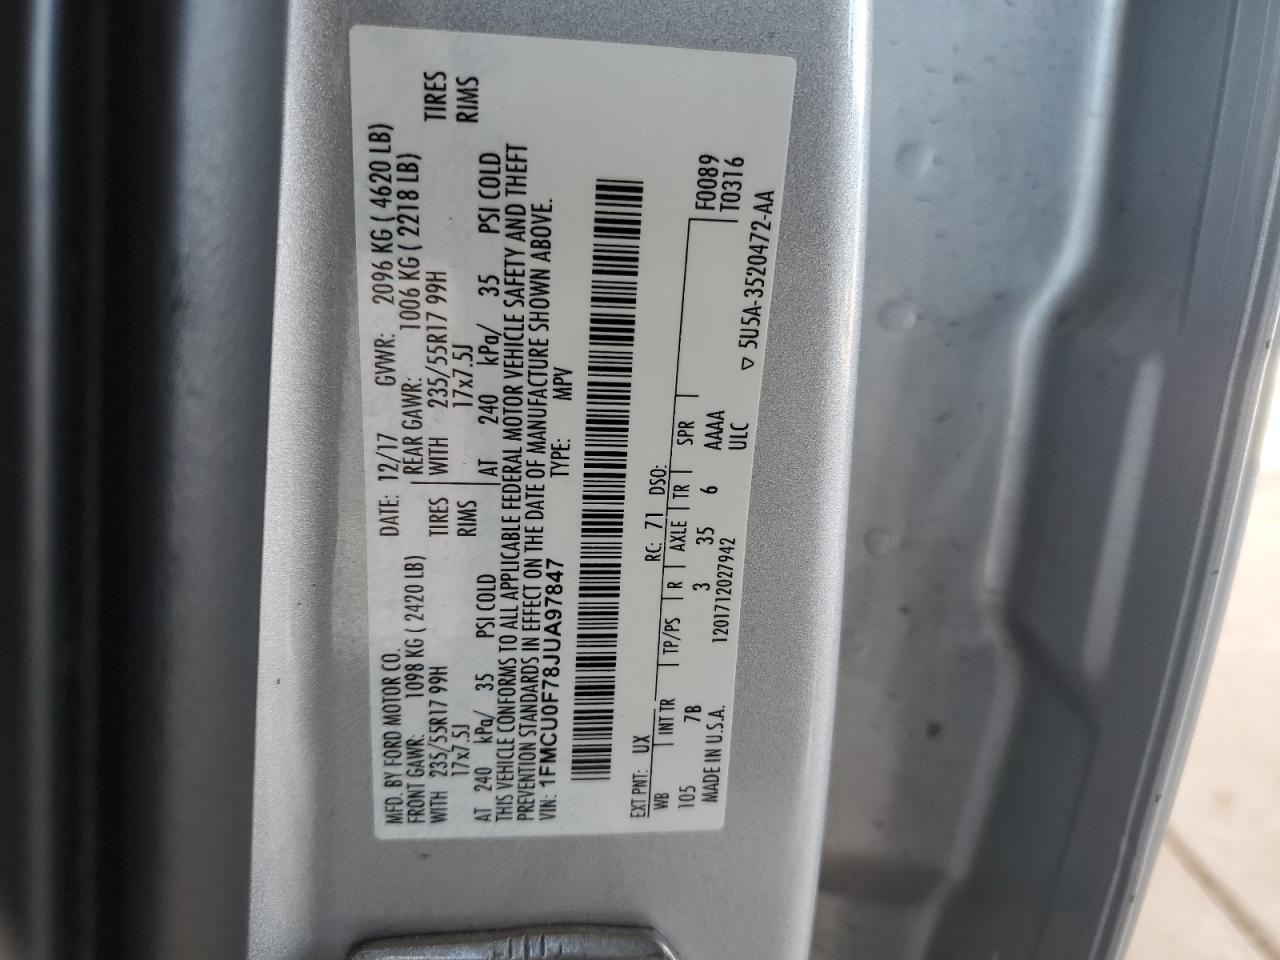 MFD. BY FORD MOTOR CO.
DATE: 12/17 GVWR: 2096 KG ( 4620 LB)
FRONT GAWR: 1098 KG ( 2420 LB) REAR GAWR: 1006 KG ( 2218 LB)
WITH 235/55R17 99H TIRES WITH 235/55R17 99H TIRES
17x7.5J RIMS 17x7.5J RIMS
AT 240 kPa/ 35 PSI COLD AT 240 kPa/ 35 PSI COLD
THIS VEHICLE CONFORMS TO ALL APPLICABLE FEDERAL MOTOR VEHICLE SAFETY AND THEFT
PREVENTION STANDARDS IN EFFECT ON THE DATE OF MANUFACTURE SHOWN ABOVE.
VIN: 1FMCU0F78JUA97847 TYPE: MPV
EXT PNT: UX RC: 71 DSO:
WB INT TR TP/PS R AXLE TR SPR F0089
105 7B 3 35 6 AAAA T0316
MADE IN U.S.A. 1201712027942 ULC
▽ 5U5A-3520472-AA